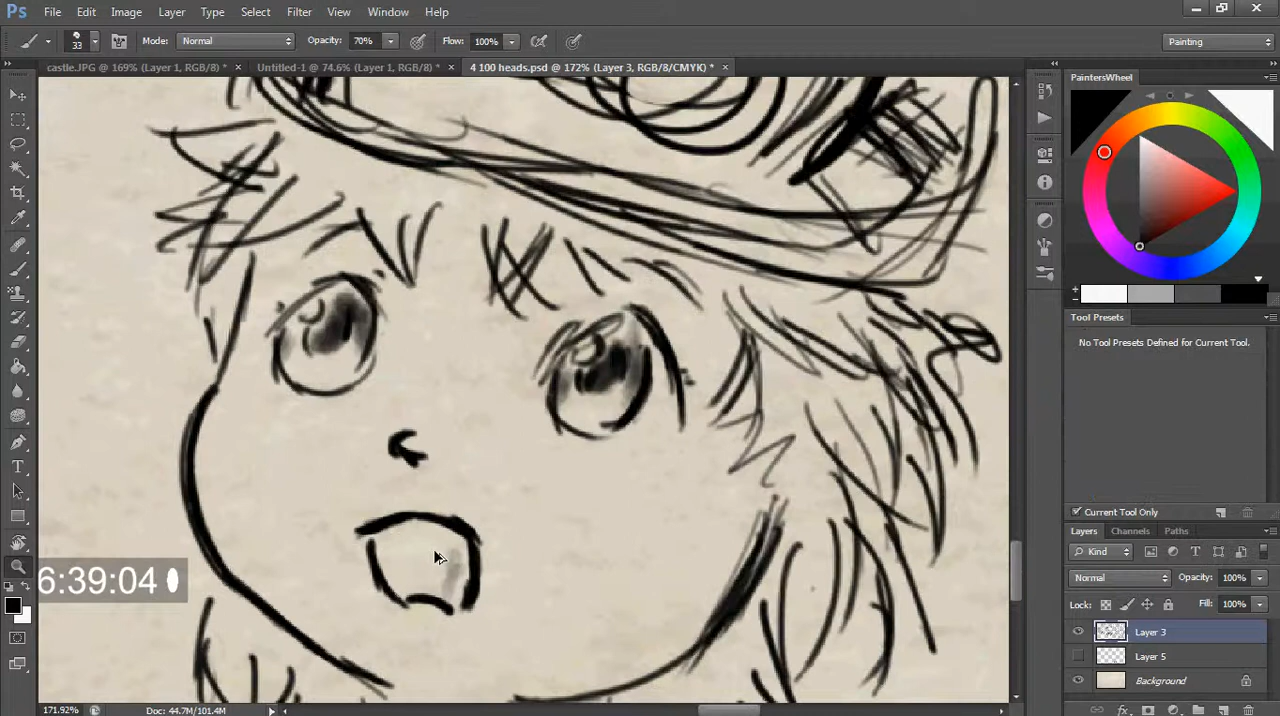 Ps File Edit Image Layer Type Select Filter View Window Help
33 Mode: Normal Opacity: 70% Flow: 100% Painting
castle.JPG @ 169% (Layer 1, RGB/8) * × Untitled-1 @ 74.6% (Layer 1, RGB/8) * × 4 100 heads.psd @ 172% (Layer 3, RGB/8/CMYK) * ×
PaintersWheel
Tool Presets
No Tool Presets Defined for Current Tool.
Current Tool Only
Layers Channels Paths
Kind
Normal Opacity: 100%
Lock: Fill: 100%
Layer 3
Layer 5
Background
6:39:04
171.92% Doc: 44.7M/101.4M